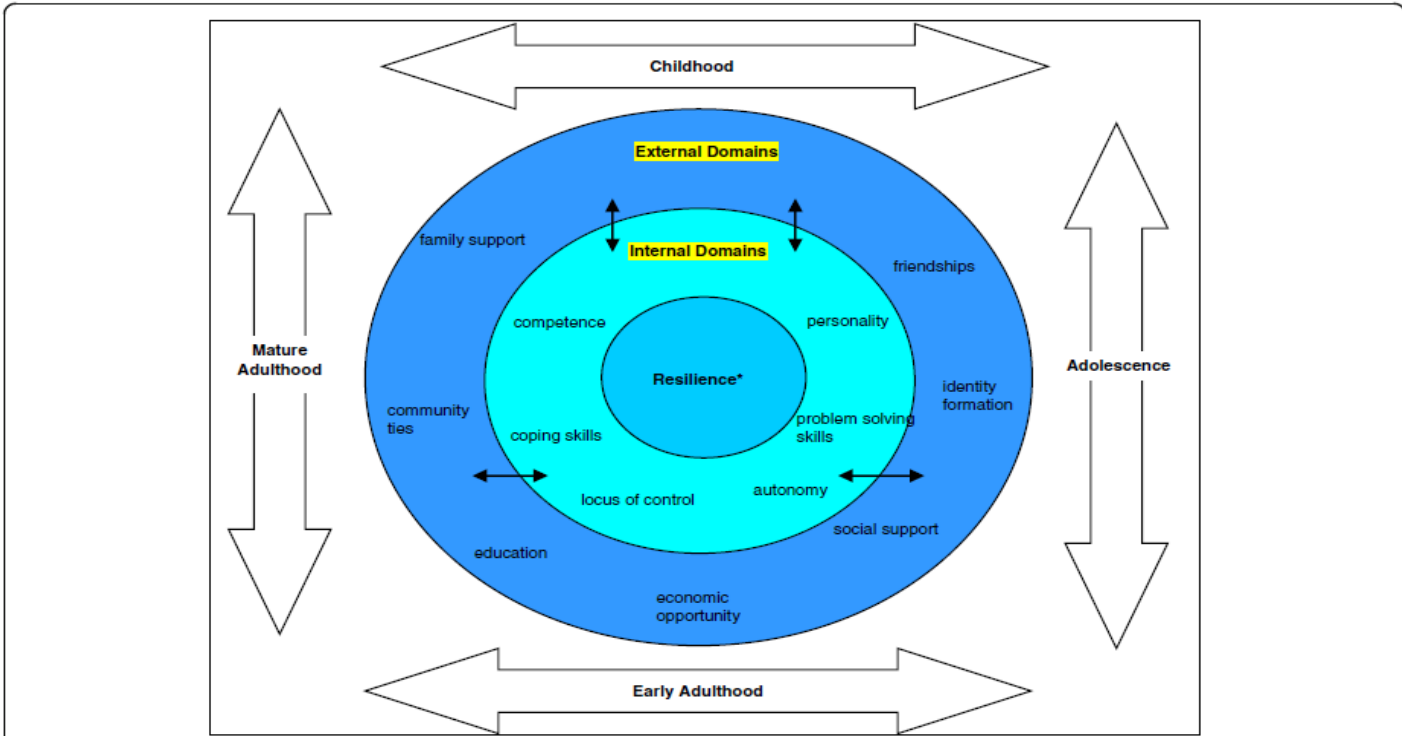 Childhood
External Domains
family support
Internal Domains
friendships
competence
personality
Mature
Adulthood
Resilience*
Adolescence
identity
formation
community
ties
coping skills
problem solving
skills
locus of control
autonomy
social support
education
economic
opportunity
Early Adulthood